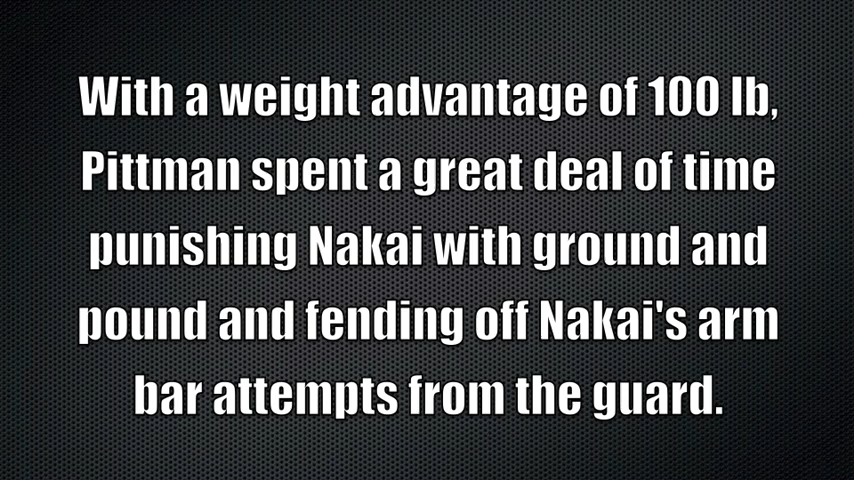 With a weight advantage of 100 lb,
Pittman spent a great deal of time
punishing Nakai with ground and
pound and fending off Nakai's arm
bar attempts from the guard.